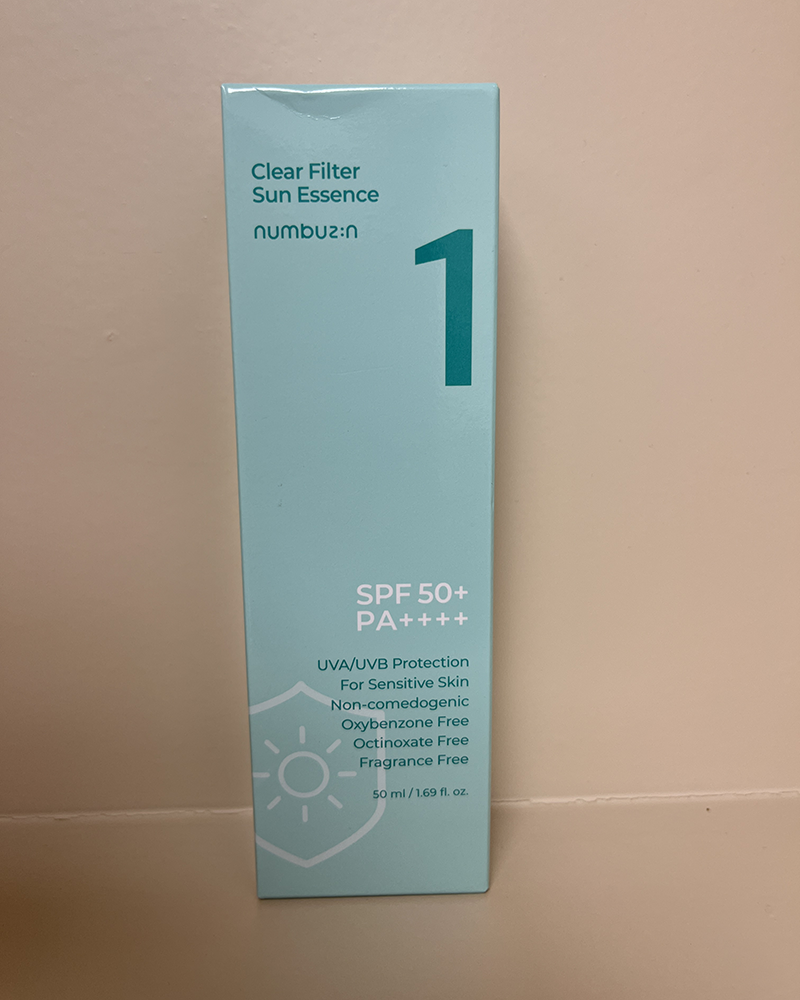 Clear Filter
Sun Essence
numbuz:n
1
SPF 50+
PA++++
UVA/UVB Protection
For Sensitive Skin
Non-comedogenic
Oxybenzone Free
Octinoxate Free
Fragrance Free
50 ml / 1.69 fl. oz.